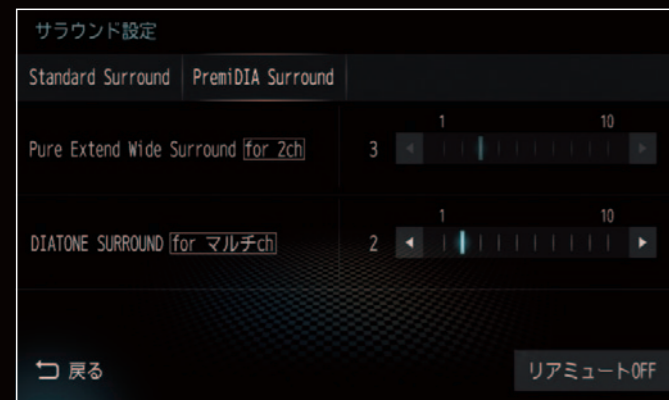 サラウンド設定
Standard Surround PremiDIA Surround
1 10
Pure Extend Wide Surround for 2ch 3
1 10
DIATONE SURROUND for マルチch 2
戻る リアミュートOFF